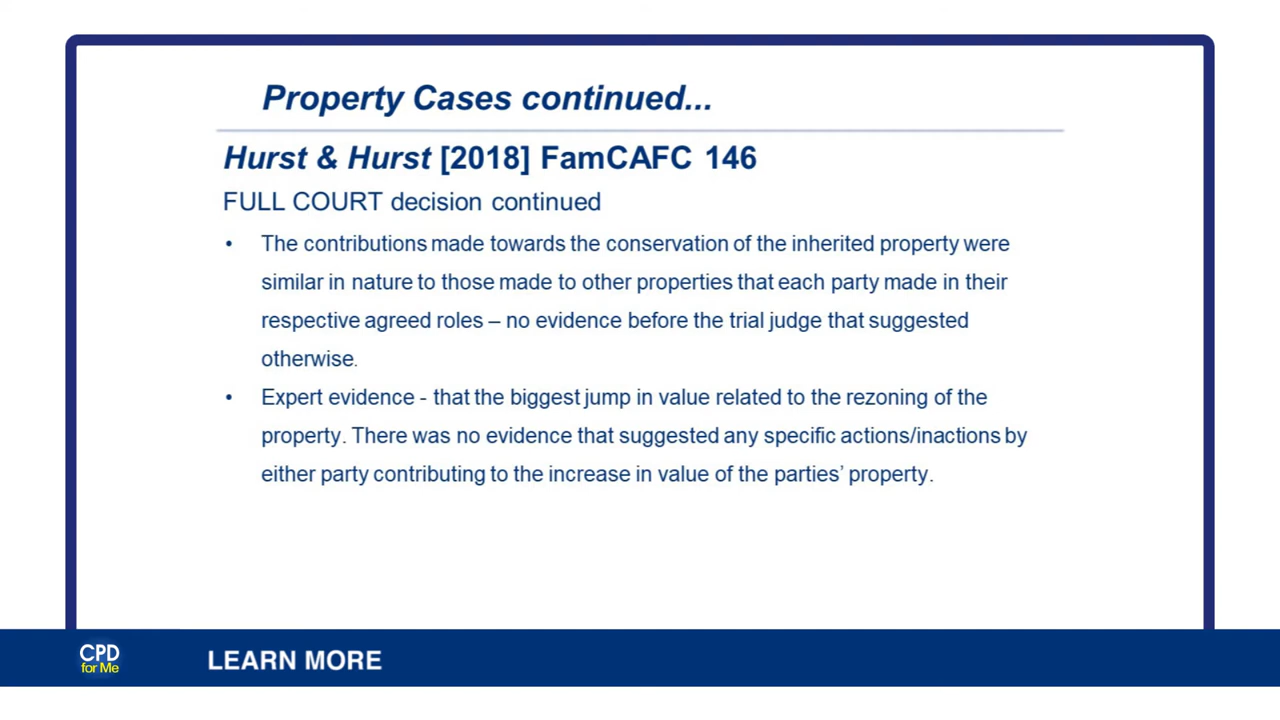 Property Cases continued...
Hurst & Hurst [2018] FamCAFC 146
FULL COURT decision continued
• The contributions made towards the conservation of the inherited property were
similar in nature to those made to other properties that each party made in their
respective agreed roles – no evidence before the trial judge that suggested
otherwise.
• Expert evidence - that the biggest jump in value related to the rezoning of the
property. There was no evidence that suggested any specific actions/inactions by
either party contributing to the increase in value of the parties’ property.
CPD
for Me
LEARN MORE